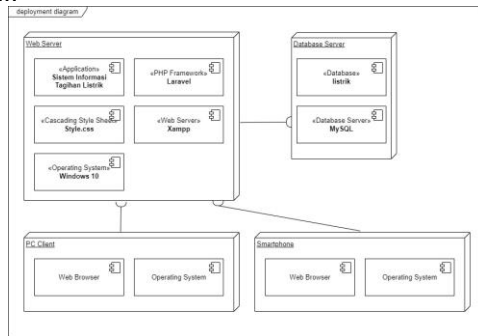 deployment diagram
Web Server
«Application»
Sistem Informasi
Tagihan Listrik
«PHP Framework»
Laravel
«Cascading Style Sheet»
Style.css
«Web Server»
Xampp
«Operating System»
Windows 10
Database Server
«Database»
listrik
«Database Server»
MySQL
PC Client
Web Browser
Operating System
Smartphone
Web Browser
Operating System